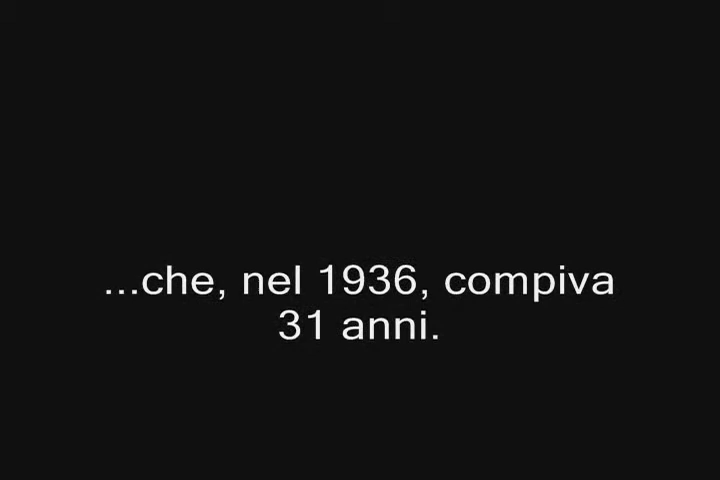 ...che, nel 1936, compiva
31 anni.